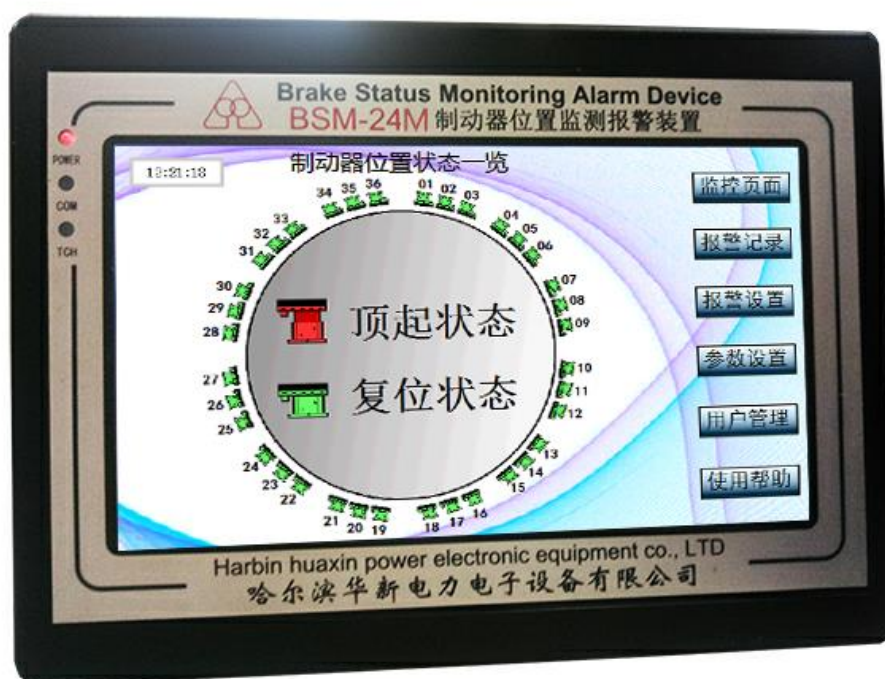 Brake Status Monitoring Alarm Device
BSM-24M 制动器位置监测报警装置
POWER
COM
TCH
制动器位置状态一览
34 35 36 01 02 03
33 04
32 05
31 06
30 07
29 08
28 09
27 10
26 11
25 12
24 13
23 14
22 15
21 20 19 18 17 16
顶起状态
复位状态
监控页面
报警记录
报警设置
参数设置
用户管理
使用帮助
Harbin huaxin power electronic equipment co., LTD
哈尔滨华新电力电子设备有限公司